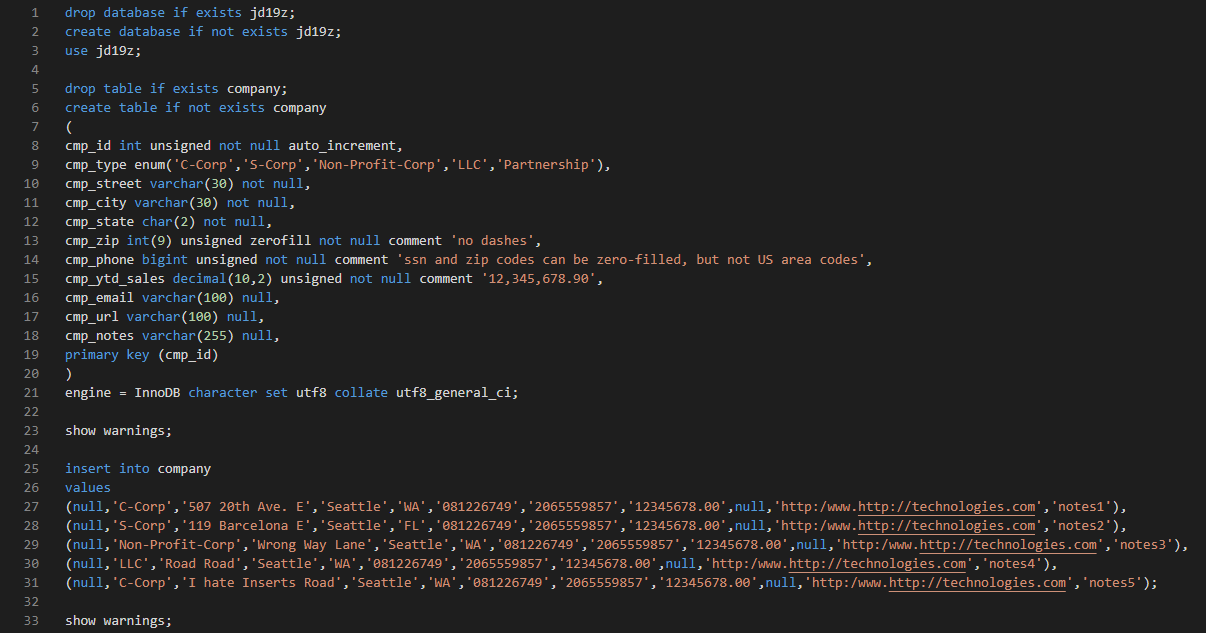 1 drop database if exists jd19z;
2 create database if not exists jd19z;
3 use jd19z;
4
5 drop table if exists company;
6 create table if not exists company
7 (
8 cmp_id int unsigned not null auto_increment,
9 cmp_type enum('C-Corp','S-Corp','Non-Profit-Corp','LLC','Partnership'),
10 cmp_street varchar(30) not null,
11 cmp_city varchar(30) not null,
12 cmp_state char(2) not null,
13 cmp_zip int(9) unsigned zerofill not null comment 'no dashes',
14 cmp_phone bigint unsigned not null comment 'ssn and zip codes can be zero-filled, but not US area codes',
15 cmp_ytd_sales decimal(10,2) unsigned not null comment '12,345,678.90',
16 cmp_email varchar(100) null,
17 cmp_url varchar(100) null,
18 cmp_notes varchar(255) null,
19 primary key (cmp_id)
20 )
21 engine = InnoDB character set utf8 collate utf8_general_ci;
22
23 show warnings;
24
25 insert into company
26 values
27 (null,'C-Corp','507 20th Ave. E','Seattle','WA','081226749','2065559857','12345678.00',null,'http:/www.http://technologies.com','notes1'),
28 (null,'S-Corp','119 Barcelona E','Seattle','FL','081226749','2065559857','12345678.00',null,'http:/www.http://technologies.com','notes2'),
29 (null,'Non-Profit-Corp','Wrong Way Lane','Seattle','WA','081226749','2065559857','12345678.00',null,'http:/www.http://technologies.com','notes3'),
30 (null,'LLC','Road Road','Seattle','WA','081226749','2065559857','12345678.00',null,'http:/www.http://technologies.com','notes4'),
31 (null,'C-Corp','I hate Inserts Road','Seattle','WA','081226749','2065559857','12345678.00',null,'http:/www.http://technologies.com','notes5');
32
33 show warnings;